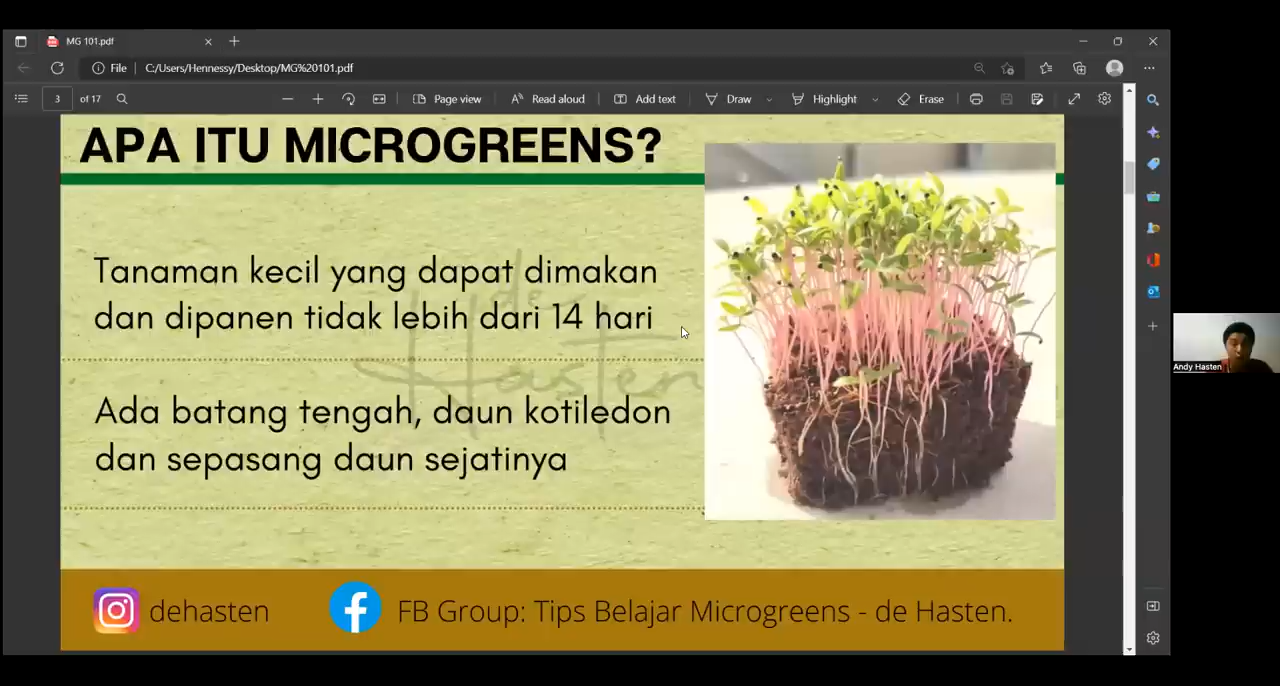 MG 101.pdf
File
C:/Users/Hennessy/Desktop/MG%20101.pdf
3 of 17
Page view
Read aloud
Add text
Draw
Highlight
Erase
APA ITU MICROGREENS?
Tanaman kecil yang dapat dimakan
dan dipanen tidak lebih dari 14 hari
de Hasten
Ada batang tengah, daun kotiledon
dan sepasang daun sejatinya
Andy Hasten
dehasten
FB Group: Tips Belajar Microgreens - de Hasten.